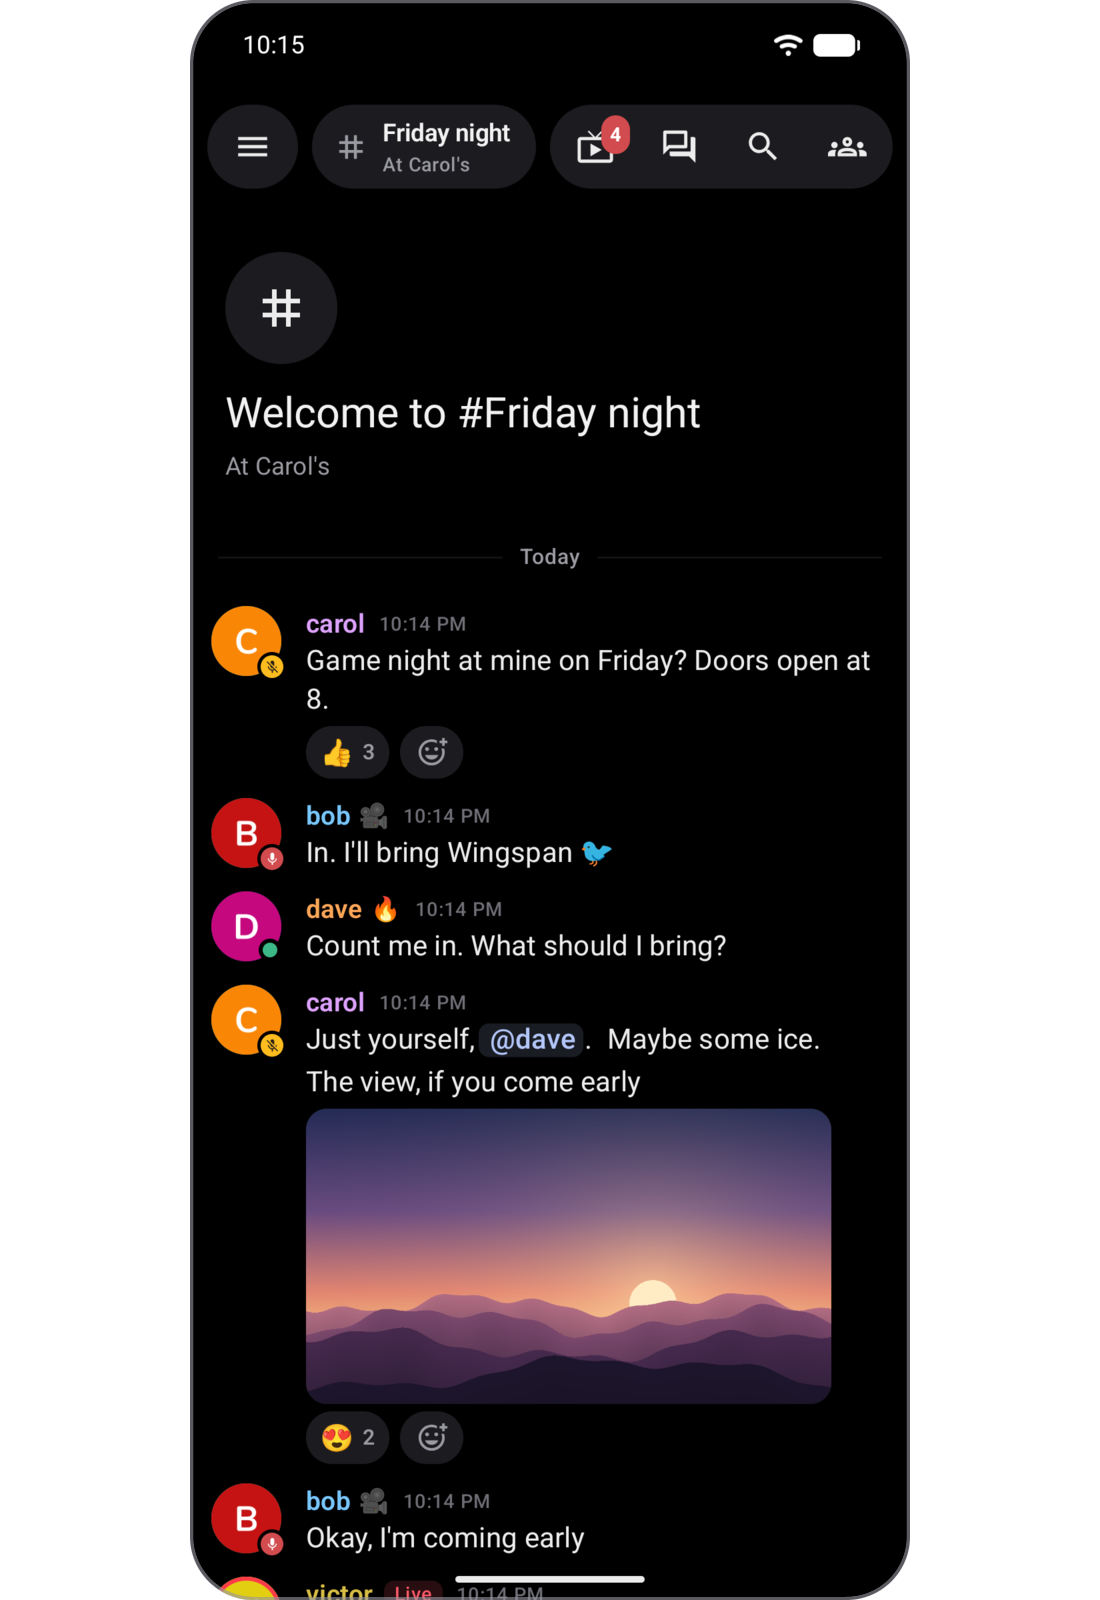 10:15
Friday night
At Carol's
4
Welcome to #Friday night
At Carol's
Today
C
carol 10:14 PM
Game night at mine on Friday? Doors open at
8.
👍 3
B
bob 🎥 10:14 PM
In. I'll bring Wingspan 🐦
D
dave 🔥 10:14 PM
Count me in. What should I bring?
C
carol 10:14 PM
Just yourself, @dave. Maybe some ice.
The view, if you come early
😍 2
B
bob 🎥 10:14 PM
Okay, I'm coming early
victor Live 10:14 PM